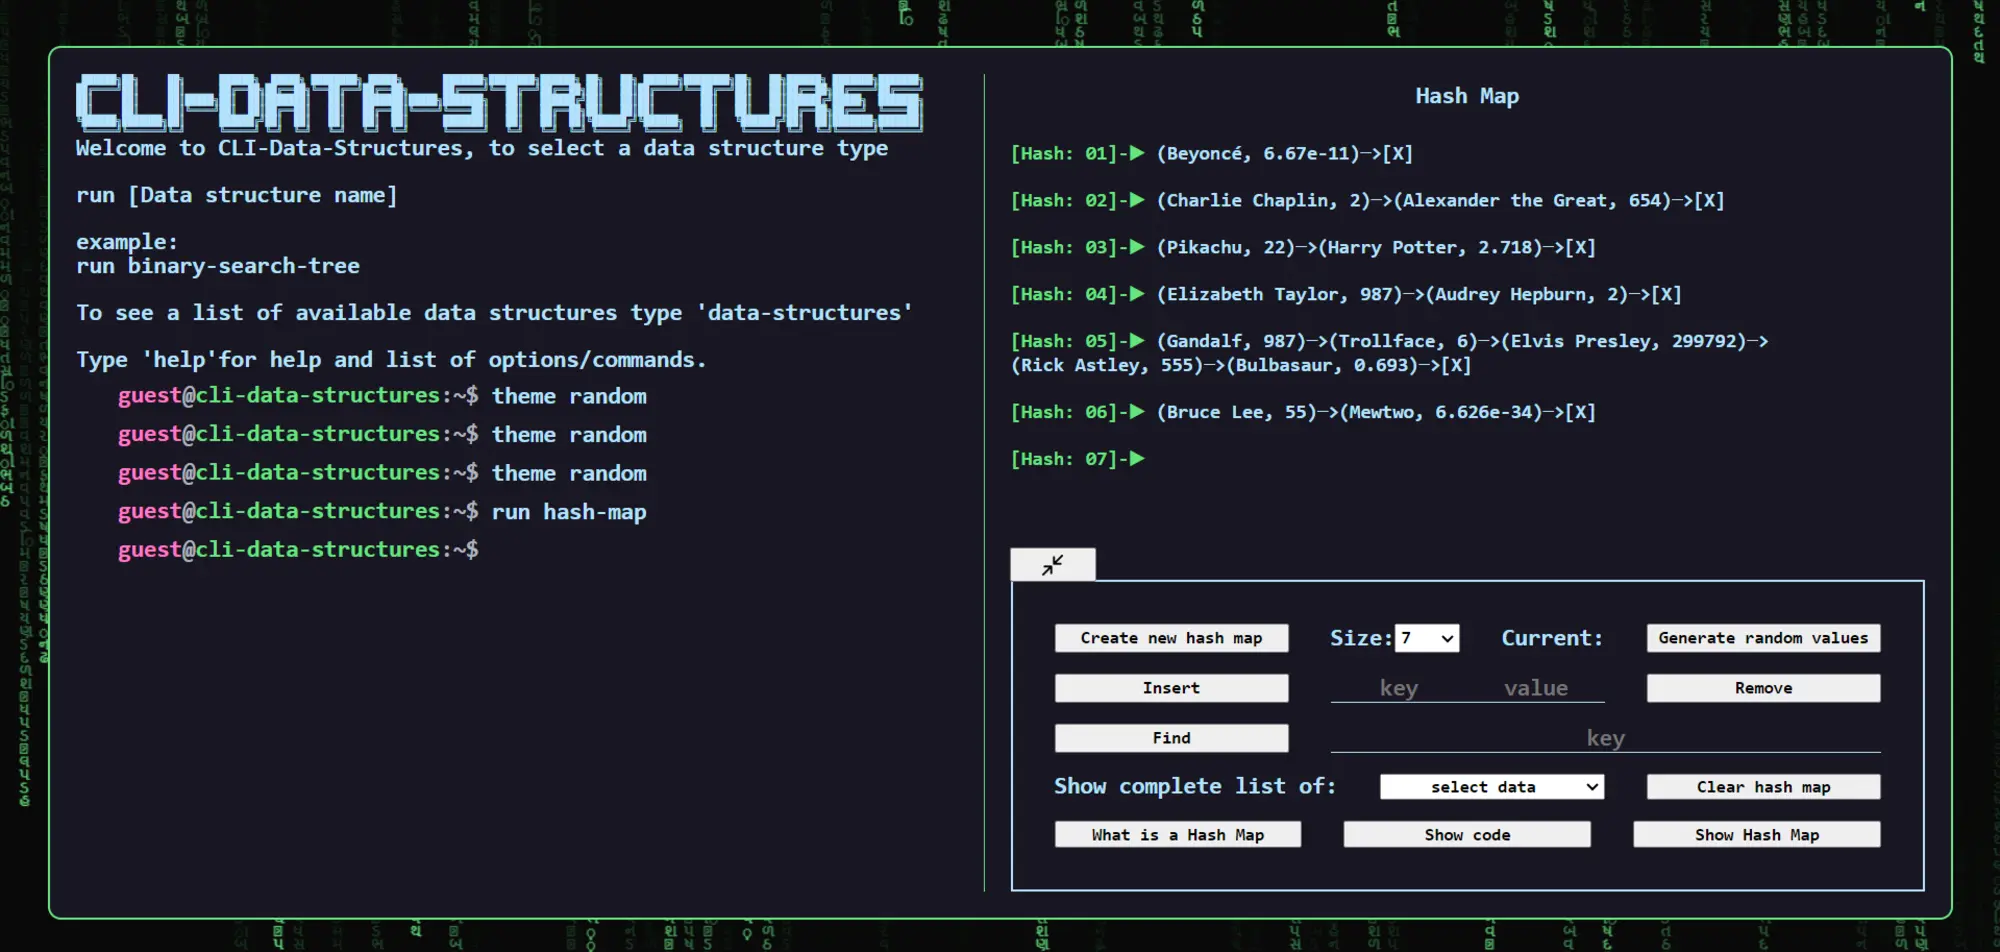 CLI-DATA-STRUCTURES
Welcome to CLI-Data-Structures, to select a data structure type
run [Data structure name]
example:
run binary-search-tree
To see a list of available data structures type 'data-structures'
Type 'help'for help and list of options/commands.
guest@cli-data-structures:~$ theme random
guest@cli-data-structures:~$ theme random
guest@cli-data-structures:~$ theme random
guest@cli-data-structures:~$ run hash-map
guest@cli-data-structures:~$
Hash Map
[Hash: 01]-▶ (Beyoncé, 6.67e-11)─>[X]
[Hash: 02]-▶ (Charlie Chaplin, 2)─>(Alexander the Great, 654)─>[X]
[Hash: 03]-▶ (Pikachu, 22)─>(Harry Potter, 2.718)─>[X]
[Hash: 04]-▶ (Elizabeth Taylor, 987)─>(Audrey Hepburn, 2)─>[X]
[Hash: 05]-▶ (Gandalf, 987)─>(Trollface, 6)─>(Elvis Presley, 299792)─>
(Rick Astley, 555)─>(Bulbasaur, 0.693)─>[X]
[Hash: 06]-▶ (Bruce Lee, 55)─>(Mewtwo, 6.626e-34)─>[X]
[Hash: 07]-▶
Create new hash map Size: 7 Current: Generate random values
Insert key value Remove
Find key
Show complete list of: select data Clear hash map
What is a Hash Map Show code Show Hash Map